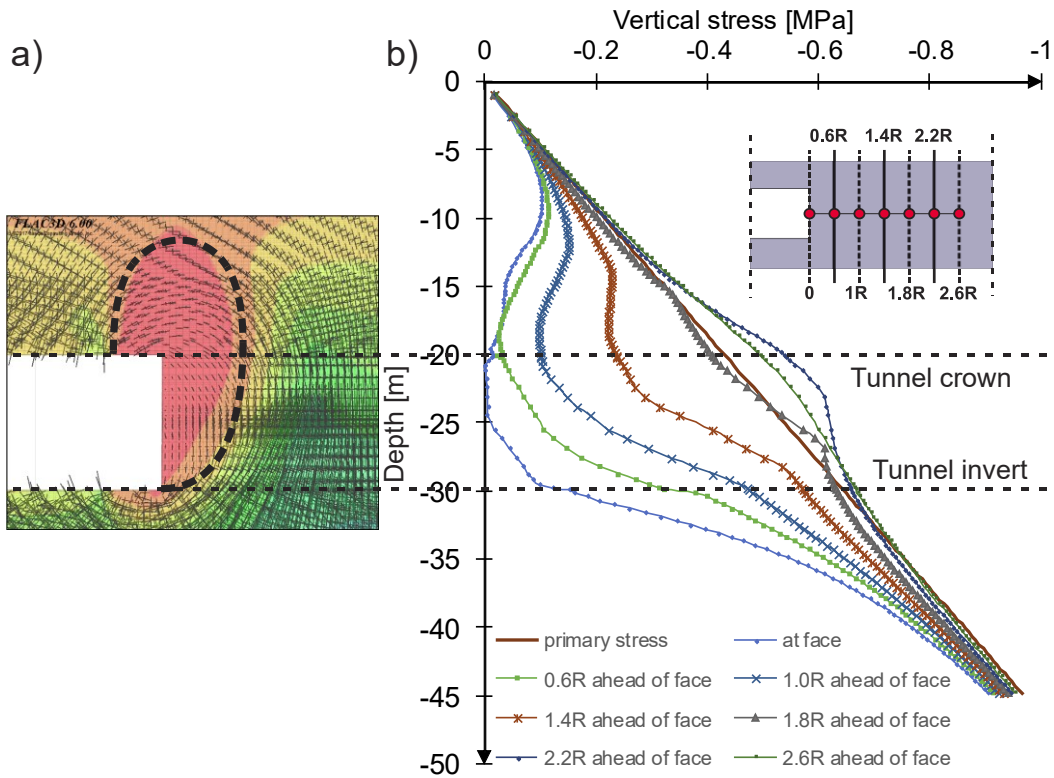 a)
b)
Vertical stress [MPa]
0 -0.2 -0.4 -0.6 -0.8 -1
FLAC3D 6.00
0
-5
-10
-15
-20
-25
-30
-35
-40
-45
-50
Depth [m]
0.6R 1.4R 2.2R
0 1R 1.8R 2.6R
Tunnel crown
Tunnel invert
primary stress
at face
0.6R ahead of face
1.0R ahead of face
1.4R ahead of face
1.8R ahead of face
2.2R ahead of face
2.6R ahead of face